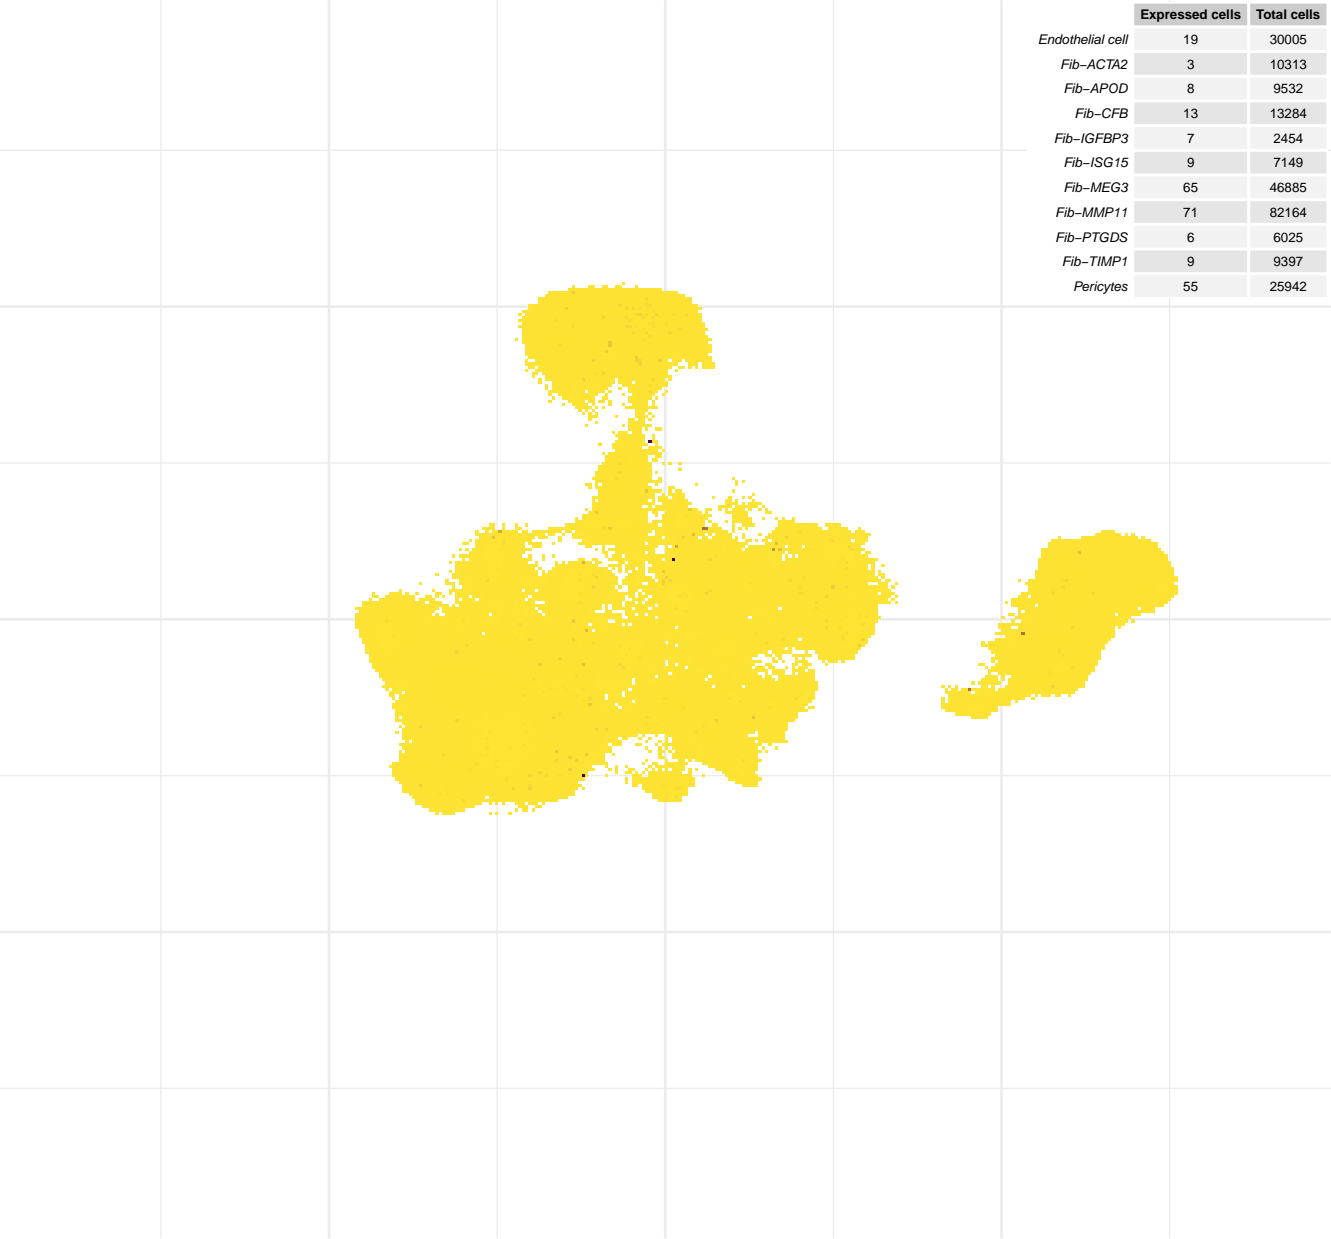 Expressed cells Total cells
Endothelial cell 19 30005
Fib−ACTA2 3 10313
Fib−APOD 8 9532
Fib−CFB 13 13284
Fib−IGFBP3 7 2454
Fib−ISG15 9 7149
Fib−MEG3 65 46885
Fib−MMP11 71 82164
Fib−PTGDS 6 6025
Fib−TIMP1 9 9397
Pericytes 55 25942